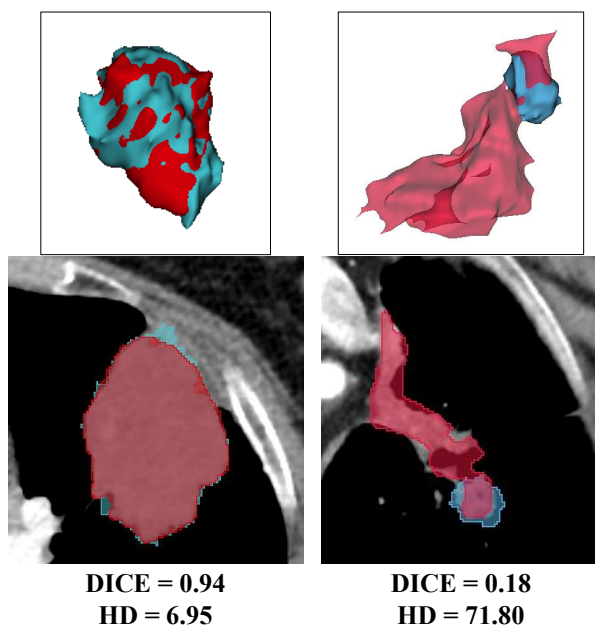 DICE = 0.94
HD = 6.95
DICE = 0.18
HD = 71.80